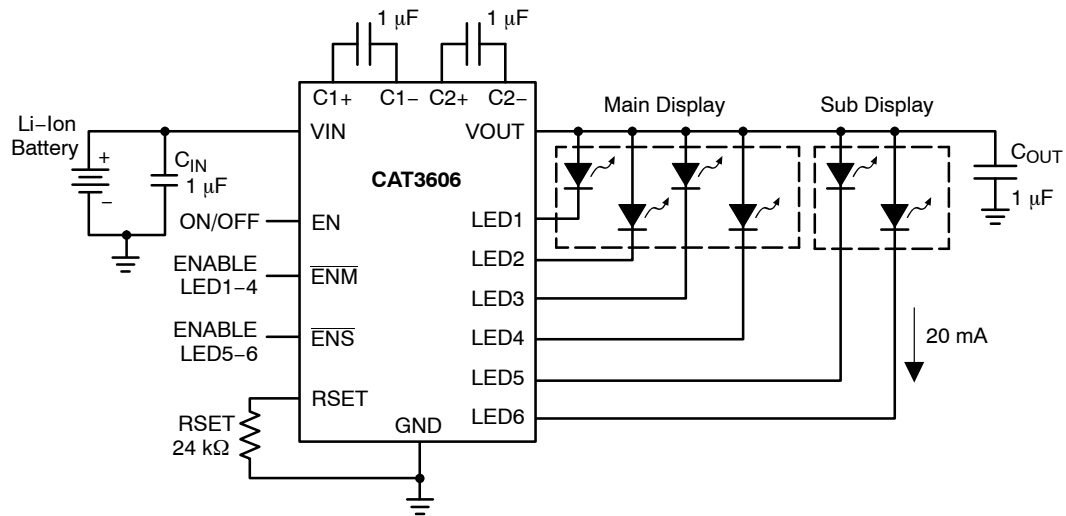 1 μF
1 μF
C1+
C1−
C2+
C2−
Main Display
Sub Display
Li−Ion
Battery
VIN
VOUT
+
−
CIN
1 μF
CAT3606
COUT
1 μF
ON/OFF
EN
LED1
ENABLE
LED1−4
ENM
LED2
LED3
ENABLE
LED5−6
ENS
LED4
20 mA
LED5
RSET
LED6
RSET
24 kΩ
GND